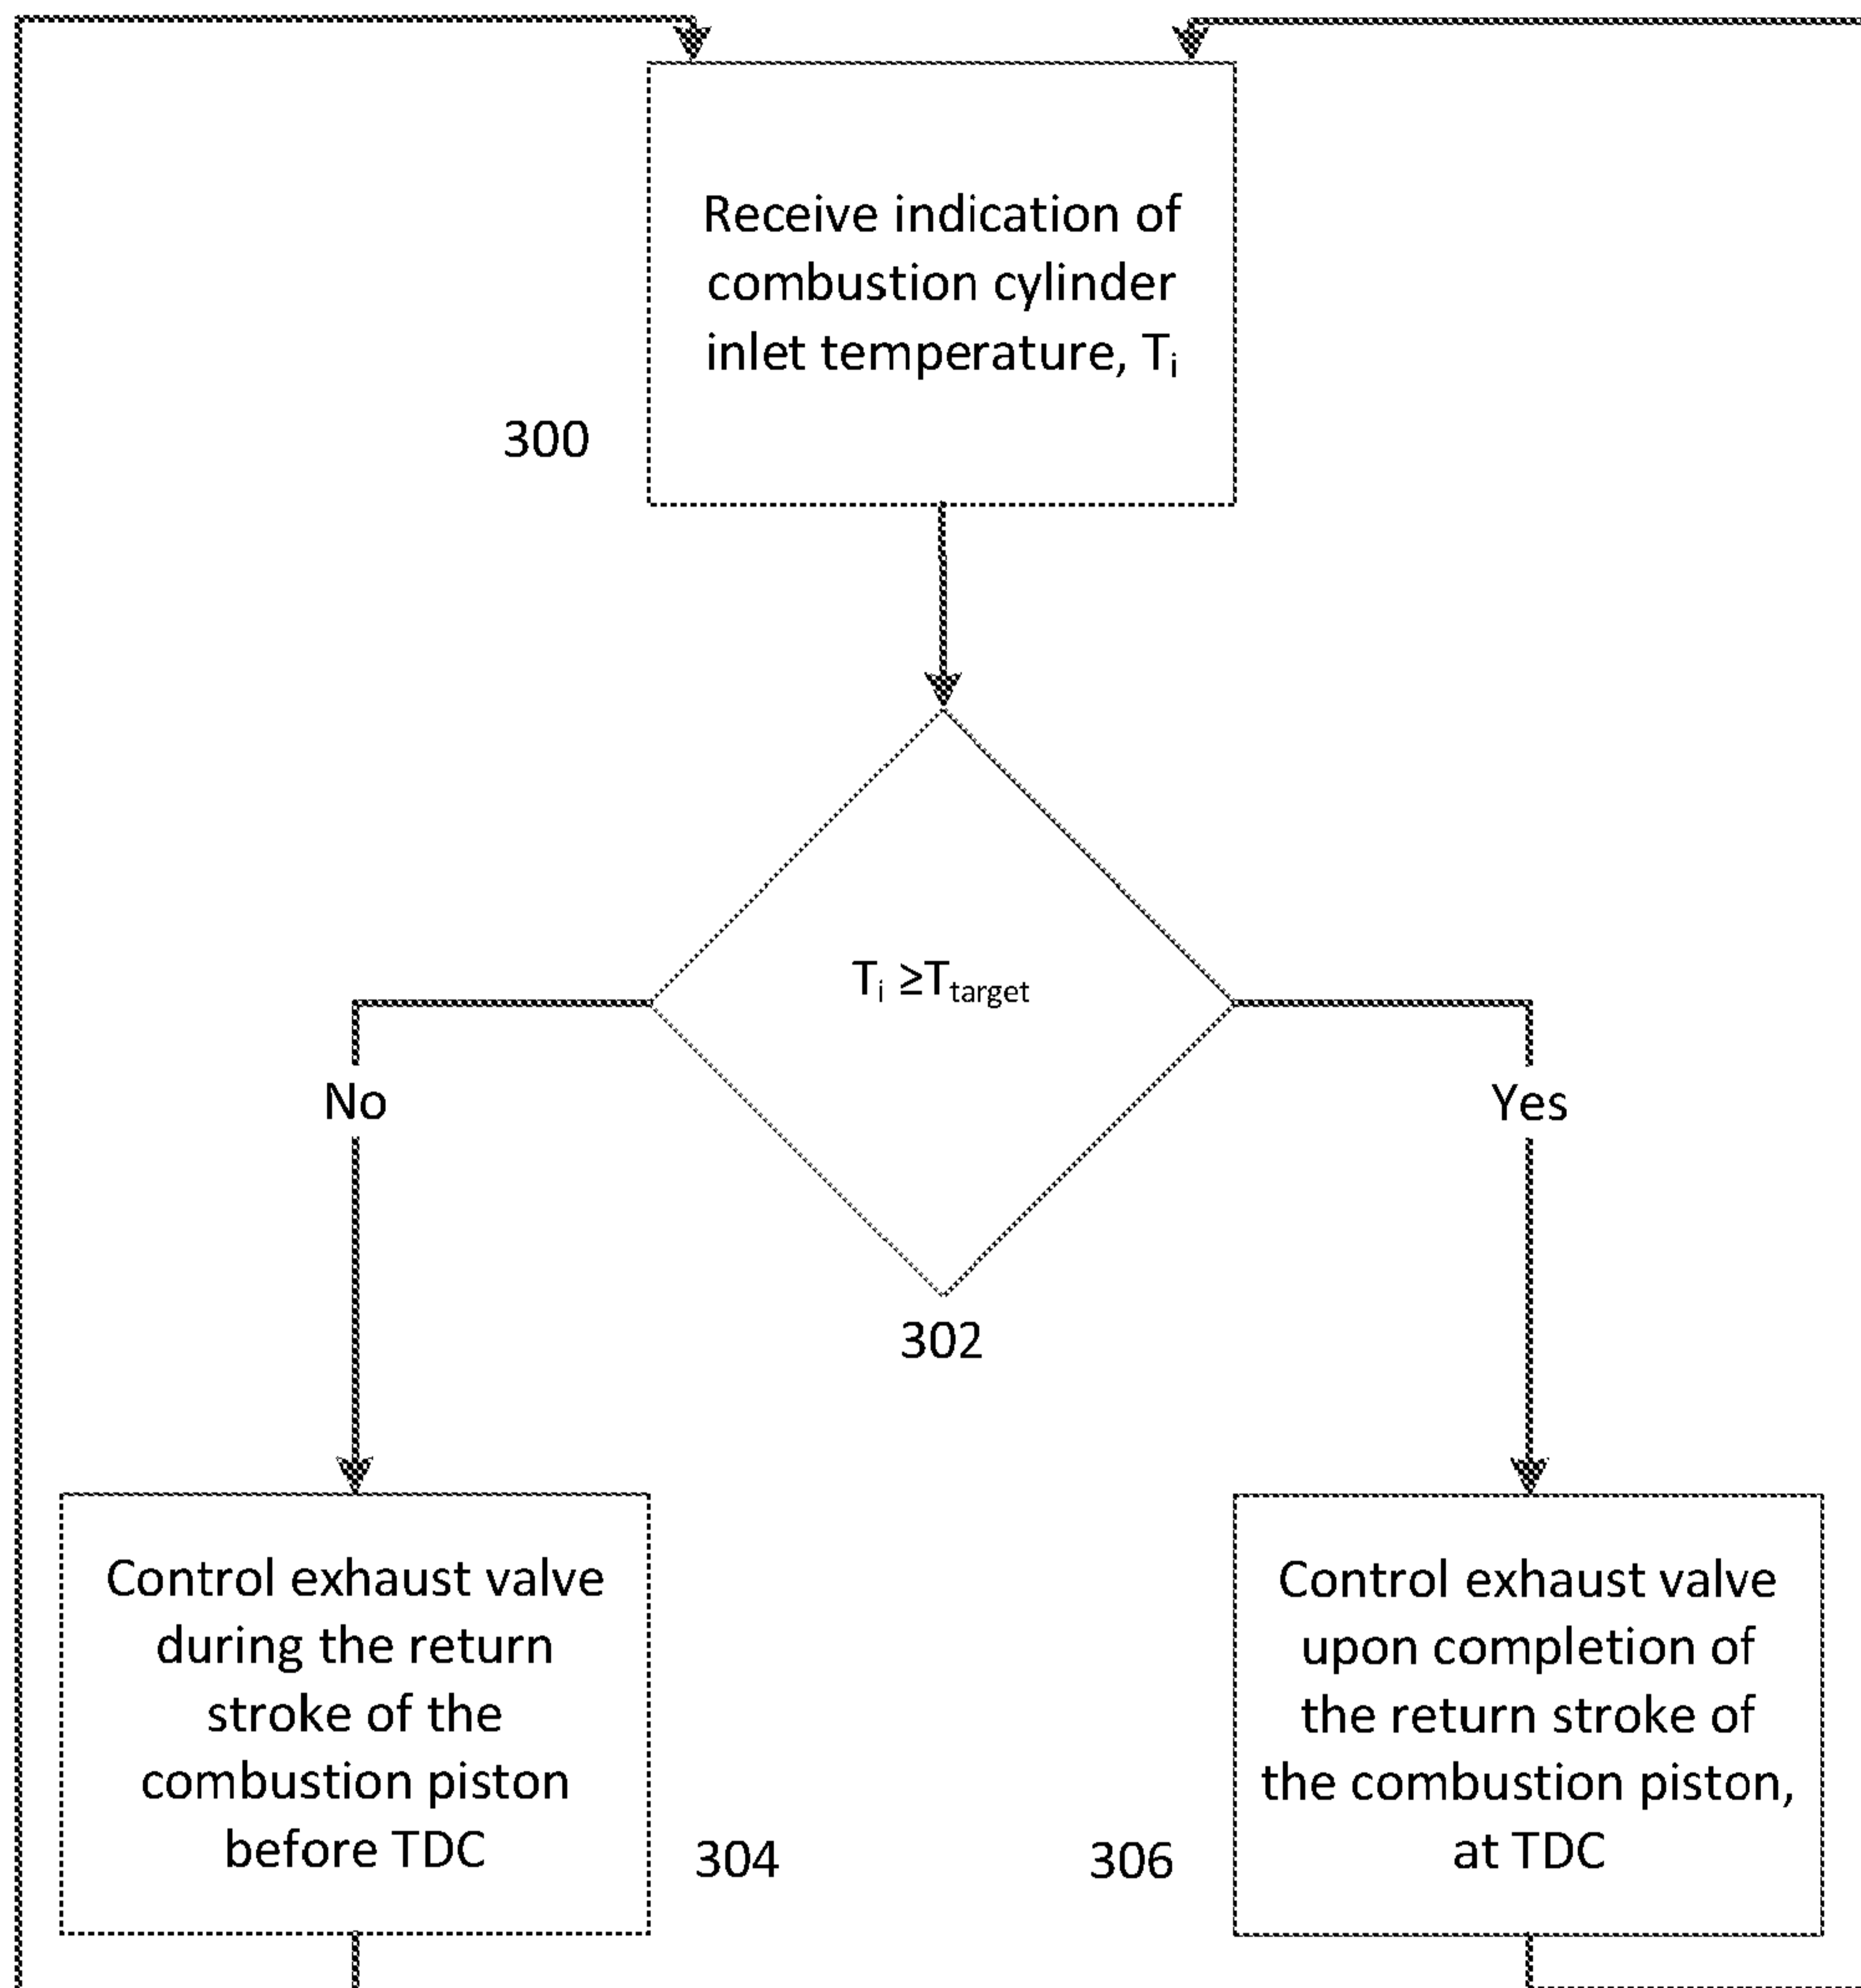 Receive indication of
combustion cylinder
inlet temperature, Tᵢ
300
Tᵢ ≥Ttarget
No
Yes
302
Control exhaust valve
during the return
stroke of the
combustion piston
before TDC
304
Control exhaust valve
upon completion of
the return stroke of
the combustion piston,
at TDC
306